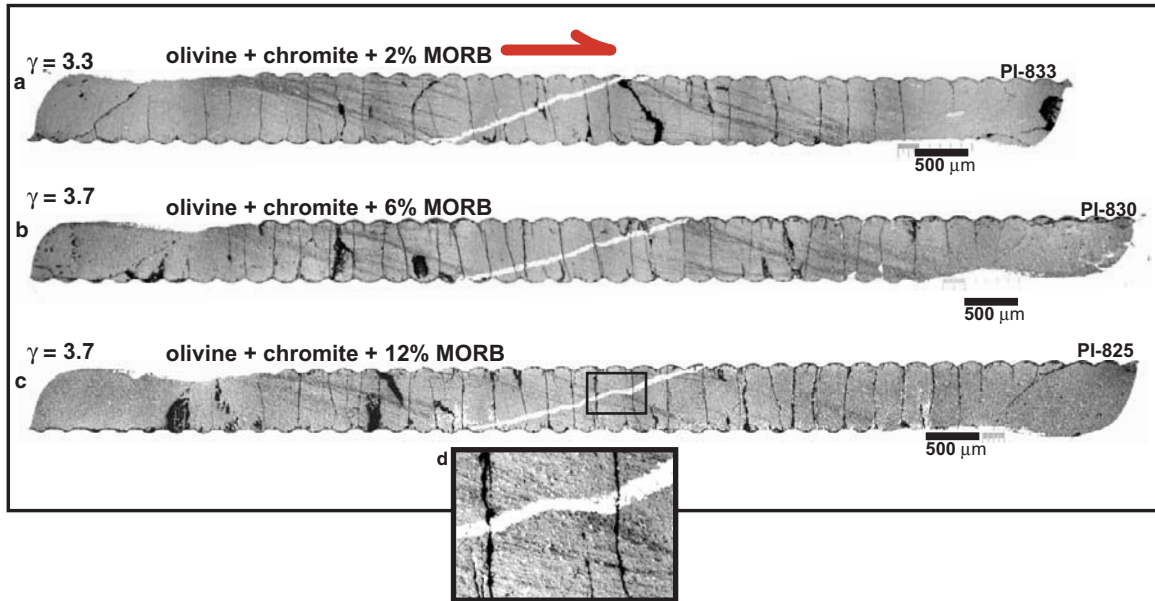 γ = 3.3
olivine + chromite + 2% MORB
PI-833
a
500 μm
γ = 3.7
olivine + chromite + 6% MORB
PI-830
b
500 μm
γ = 3.7
olivine + chromite + 12% MORB
PI-825
c
500 μm
d